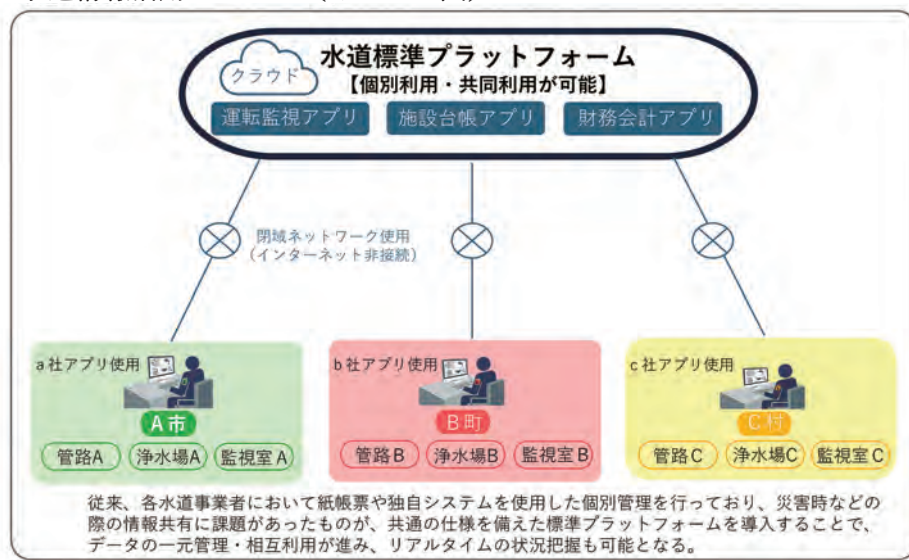 クラウド
水道標準プラットフォーム
【個別利用・共同利用が可能】
運転監視アプリ 施設台帳アプリ 財務会計アプリ
閉域ネットワーク使用
(インターネット非接続)
a社アプリ使用 b社アプリ使用 c社アプリ使用
A市 B町 C村
管路A 浄水場A 監視室A 管路B 浄水場B 監視室B 管路C 浄水場C 監視室C
従来、各水道事業者において紙帳票や独自システムを使用した個別管理を行っており、災害時などの
際の情報共有に課題があったものが、共通の仕様を備えた標準プラットフォームを導入することで、
データの一元管理・相互利用が進み、リアルタイムの状況把握も可能となる。